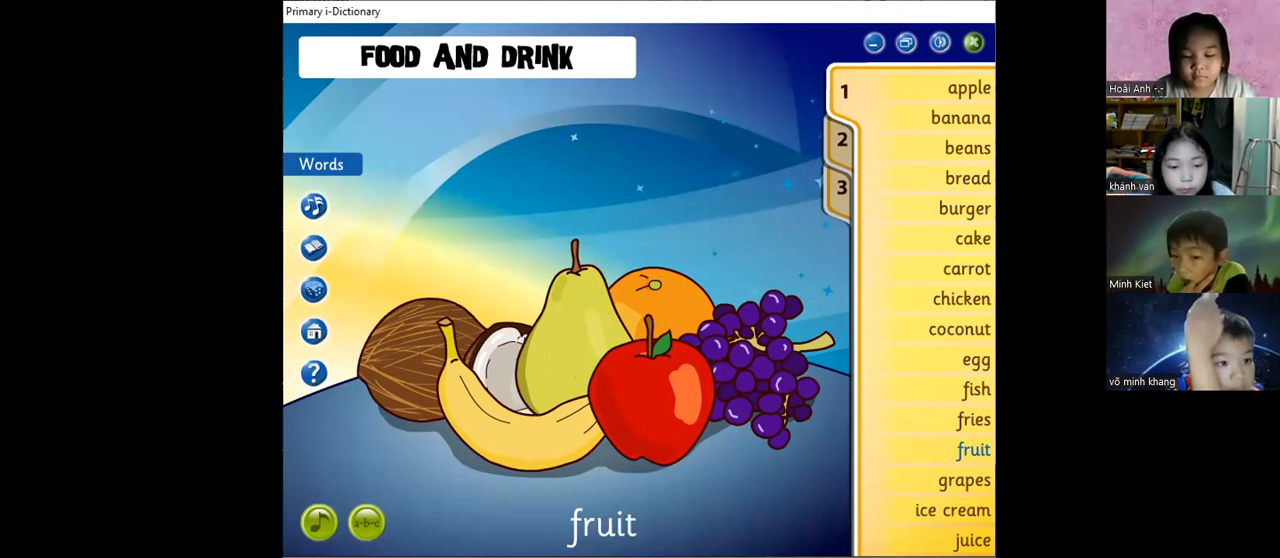 Primary i-Dictionary
FOOD AND DRINK
Words
1
2
3
apple
banana
beans
bread
burger
cake
carrot
chicken
coconut
egg
fish
fries
fruit
grapes
ice cream
juice
?
a-b-c
fruit
Hoài Anh -.-
khánh vân
Minh Kiet
võ minh khang